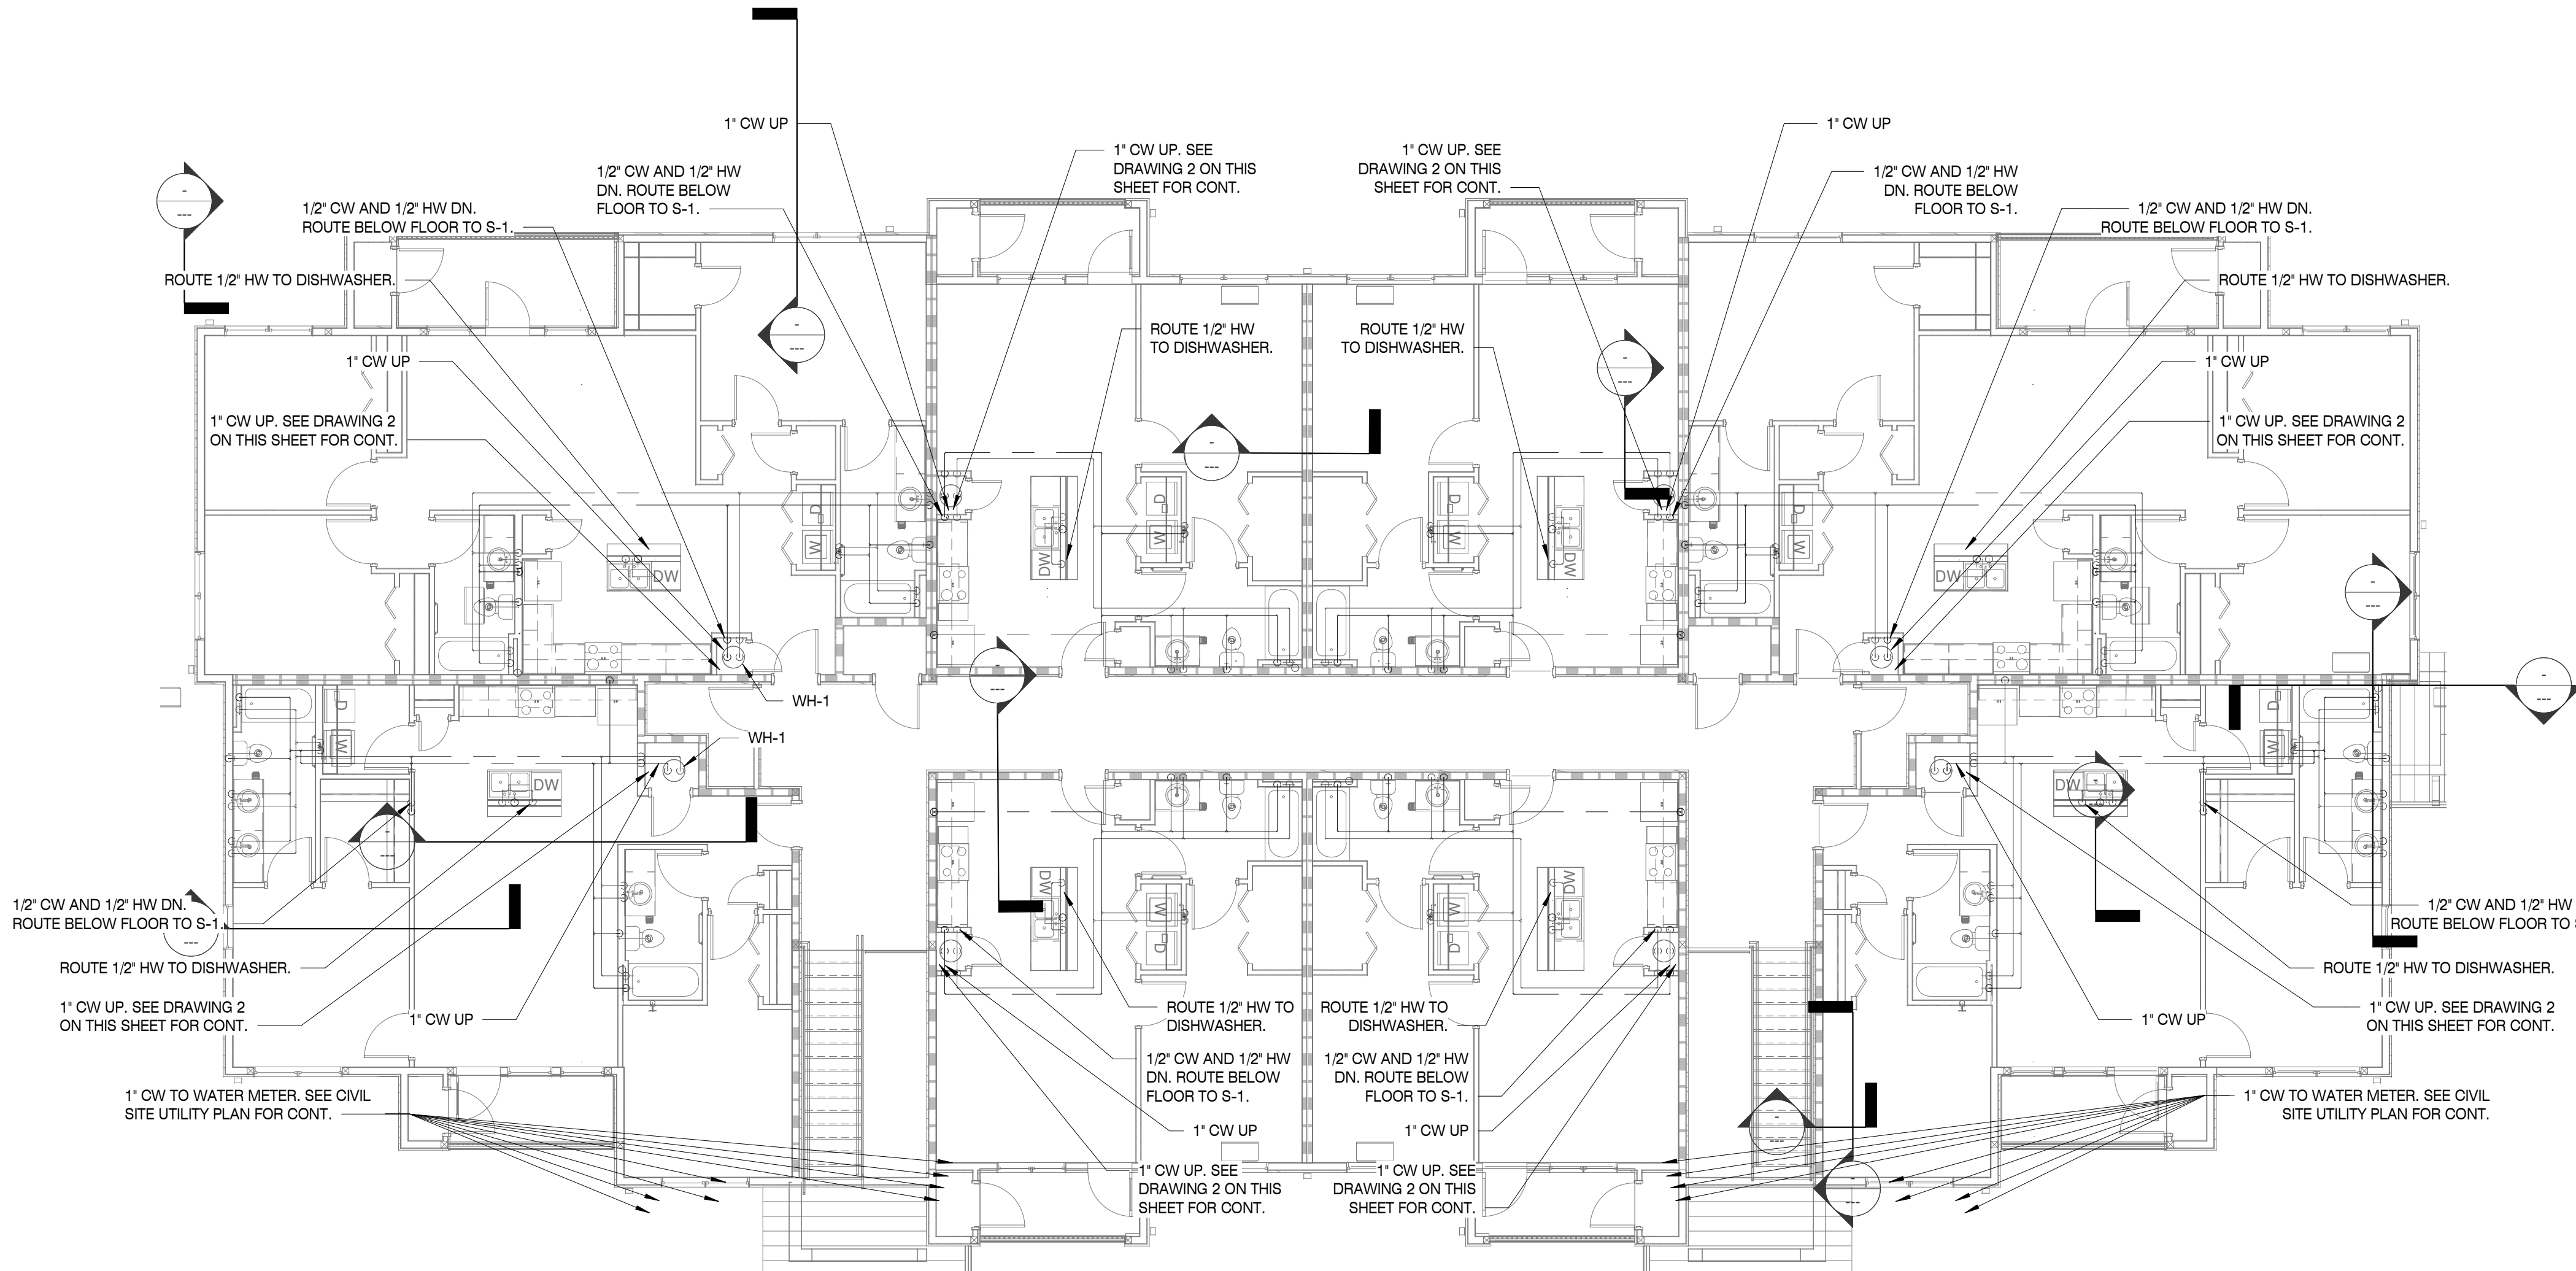 1" CW UP
1" CW UP
1" CW UP. SEE
DRAWING 2 ON THIS
SHEET FOR CONT.
1" CW UP. SEE
DRAWING 2 ON THIS
SHEET FOR CONT.
1/2" CW AND 1/2" HW
DN. ROUTE BELOW
FLOOR TO S-1.
1/2" CW AND 1/2" HW
DN. ROUTE BELOW
FLOOR TO S-1.
1/2" CW AND 1/2" HW DN.
ROUTE BELOW FLOOR TO S-1.
1/2" CW AND 1/2" HW DN.
ROUTE BELOW FLOOR TO S-1.
ROUTE 1/2" HW TO DISHWASHER.
ROUTE 1/2" HW TO DISHWASHER.
ROUTE 1/2" HW
TO DISHWASHER.
ROUTE 1/2" HW
TO DISHWASHER.
1" CW UP
1" CW UP
1" CW UP. SEE DRAWING 2
ON THIS SHEET FOR CONT.
1" CW UP. SEE DRAWING 2
ON THIS SHEET FOR CONT.
D
W
D
W
D
W
D
W
DW
DW
DW
DW
WH-1
WH-1
D
W
D
W
DW
DW
DW
DW
W
D
W
D
1/2" CW AND 1/2" HW DN.
ROUTE BELOW FLOOR TO S-1.
1/2" CW AND 1/2" HW
ROUTE BELOW FLOOR TO S
ROUTE 1/2" HW TO DISHWASHER.
ROUTE 1/2" HW TO DISHWASHER.
1" CW UP. SEE DRAWING 2
ON THIS SHEET FOR CONT.
1" CW UP
ROUTE 1/2" HW TO
DISHWASHER.
ROUTE 1/2" HW TO
DISHWASHER.
1" CW UP
1" CW UP. SEE DRAWING 2
ON THIS SHEET FOR CONT.
1/2" CW AND 1/2" HW
DN. ROUTE BELOW
FLOOR TO S-1.
1/2" CW AND 1/2" HW
DN. ROUTE BELOW
FLOOR TO S-1.
1" CW TO WATER METER. SEE CIVIL
SITE UTILITY PLAN FOR CONT.
1" CW TO WATER METER. SEE CIVIL
SITE UTILITY PLAN FOR CONT.
1" CW UP
1" CW UP
1" CW UP. SEE
DRAWING 2 ON THIS
SHEET FOR CONT.
1" CW UP. SEE
DRAWING 2 ON THIS
SHEET FOR CONT.